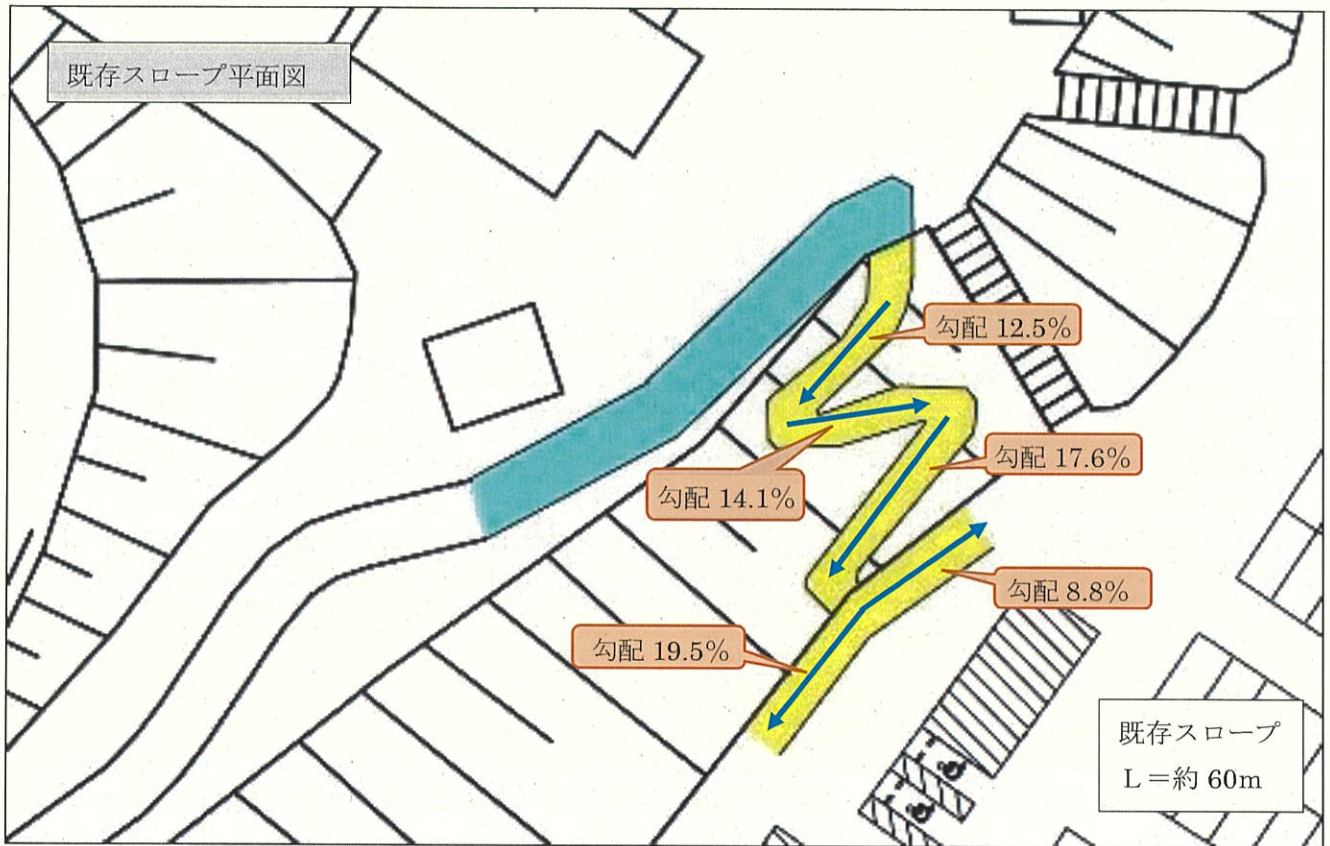 既存スロープ平面図
勾配 12.5%
勾配 17.6%
勾配 14.1%
勾配 8.8%
勾配 19.5%
既存スロープ
L＝約 60m